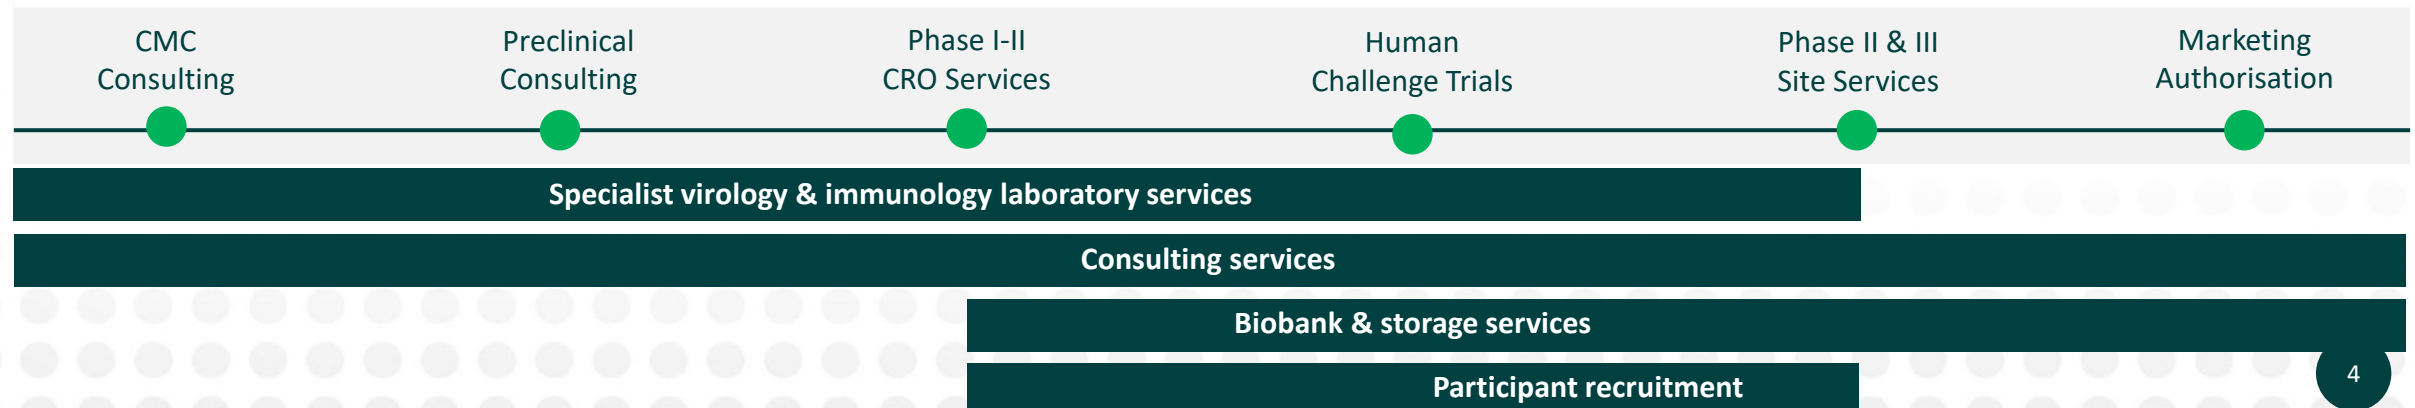 CMC
Consulting
Preclinical
Consulting
Phase I-II
CRO Services
Human
Challenge Trials
Phase II & III
Site Services
Marketing
Authorisation
Specialist virology & immunology laboratory services
Consulting services
Biobank & storage services
Participant recruitment
4